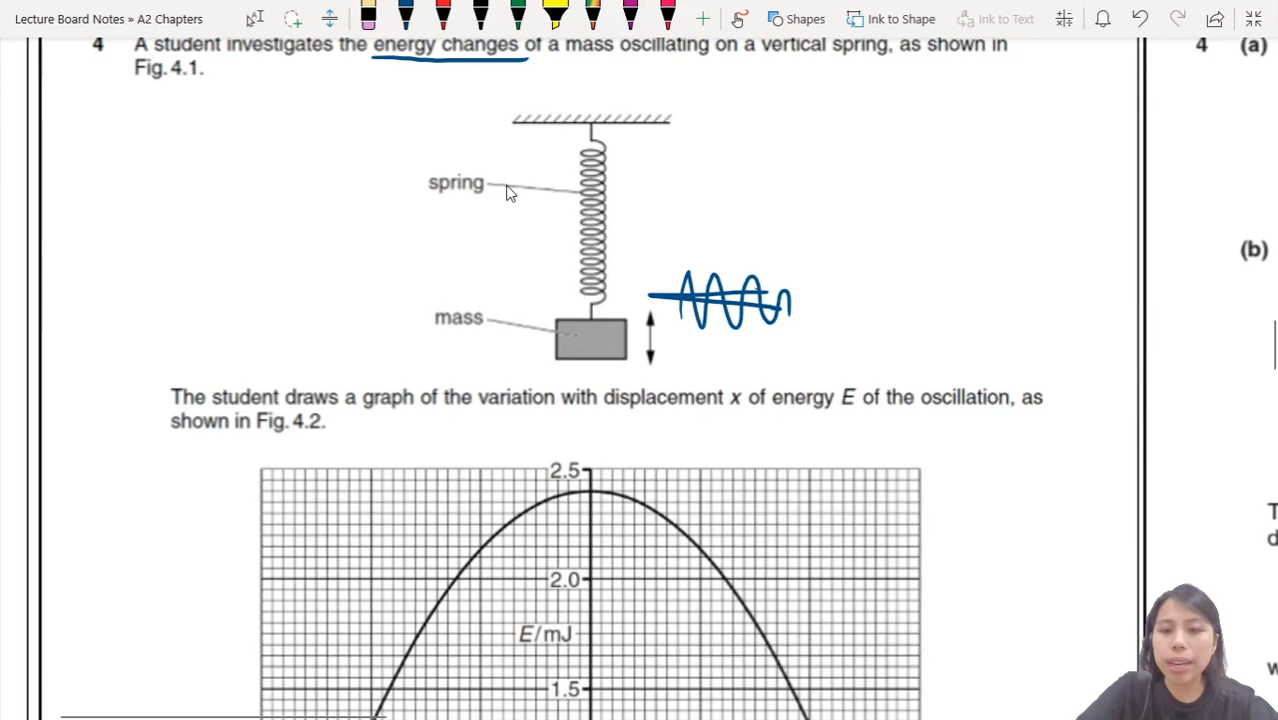 Lecture Board Notes » A2 Chapters
Shapes
Ink to Shape
Ink to Text
4 A student investigates the energy changes of a mass oscillating on a vertical spring, as shown in
Fig. 4.1.
spring
mass
The student draws a graph of the variation with displacement x of energy E of the oscillation, as
shown in Fig. 4.2.
2.5
2.0
E/mJ
1.5
4 (a)
(b)